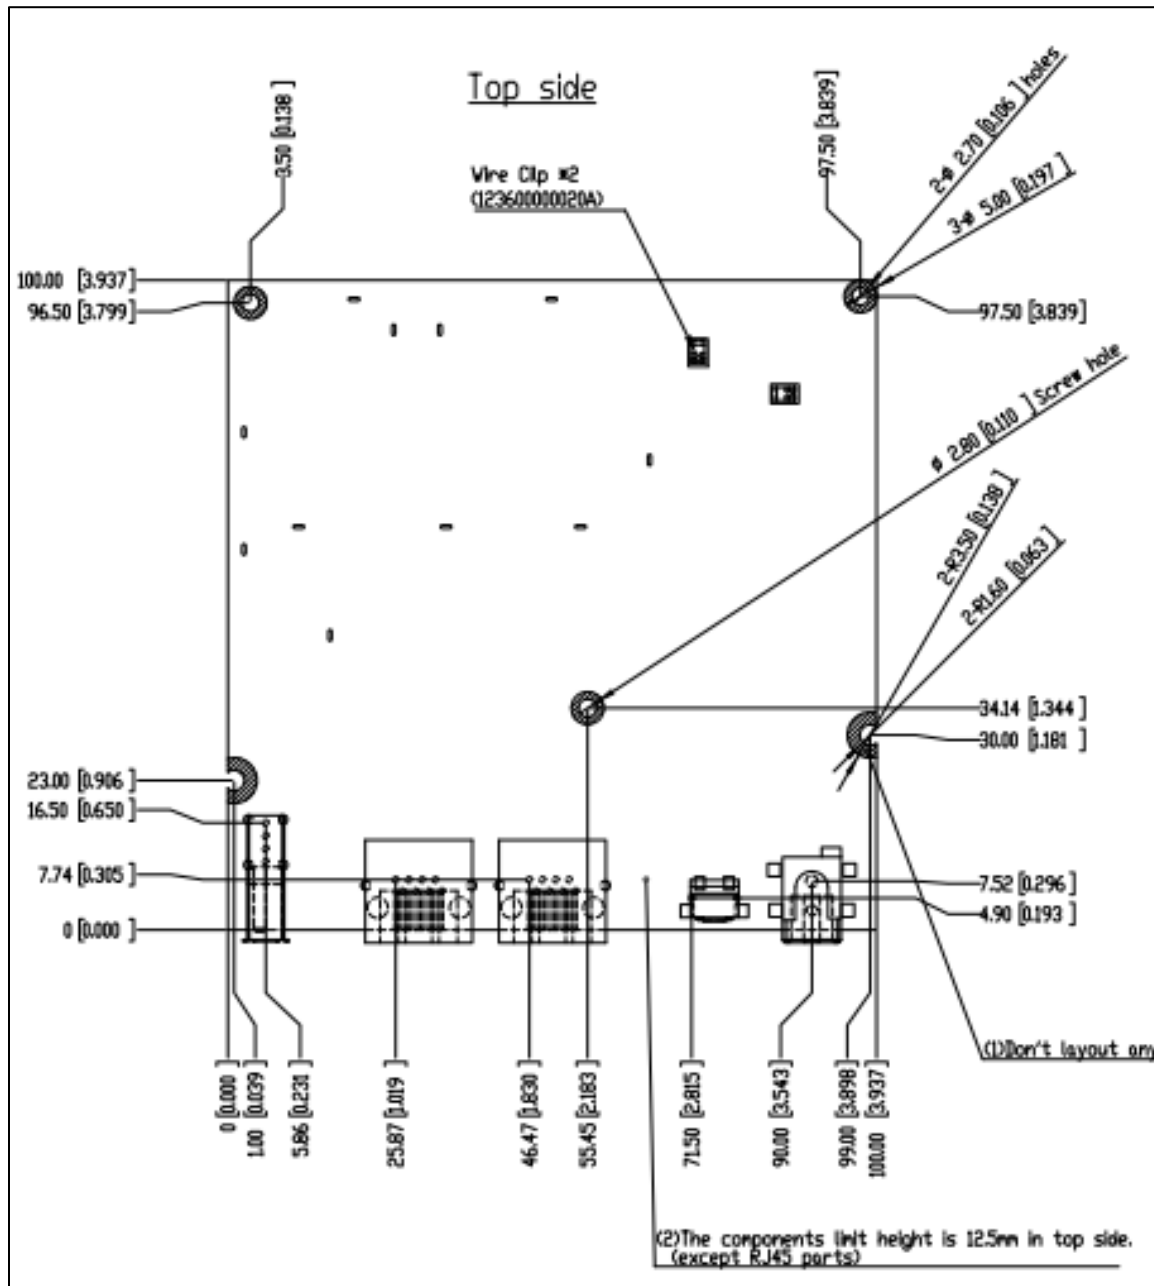 Top side
3.50 [0.138 ]
97.50 [3.839]
2-ø 2.70 [0.106 ] holes
3-ø 5.00 [0.197 ]
Wire Clip *2
(123600000020A)
100.00 [3.937]
96.50 [3.799]
97.50 [3.839]
ø 2.80 [0.110 ] Screw hole
2-R3.50 [0.138 ]
2-R1.60 [0.063 ]
34.14 [1.344 ]
30.00 [1.181 ]
23.00 [0.906]
16.50 [0.650]
7.74 [0.305]
7.52 [0.296]
4.90 [0.193]
0 [0.000]
(1)Don't layout any
0 [0.000 ]
1.00 [0.039 ]
5.86 [0.231 ]
25.87 [1.019 ]
46.47 [1.830]
55.45 [2.183]
71.50 [2.815]
90.00 [3.543]
99.00 [3.898]
100.00 [3.937]
(2)The components limit height is 12.5mm in top side.
(except RJ45 parts)